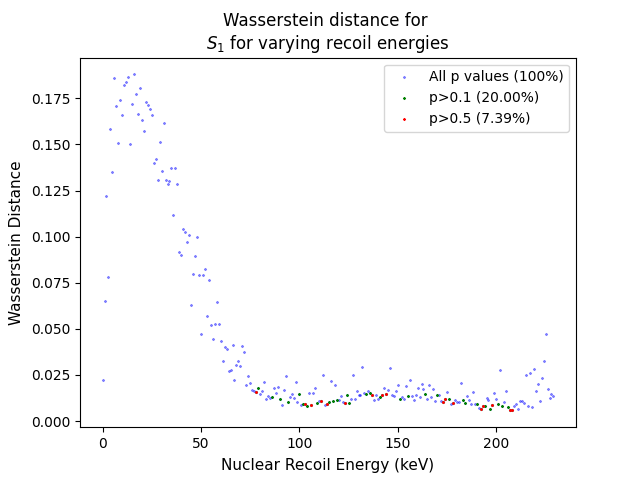 Wasserstein distance for
S₁ for varying recoil energies
All p values (100%)
p>0.1 (20.00%)
p>0.5 (7.39%)
Wasserstein Distance
0.175
0.150
0.125
0.100
0.075
0.050
0.025
0.000
0
50
100
150
200
Nuclear Recoil Energy (keV)